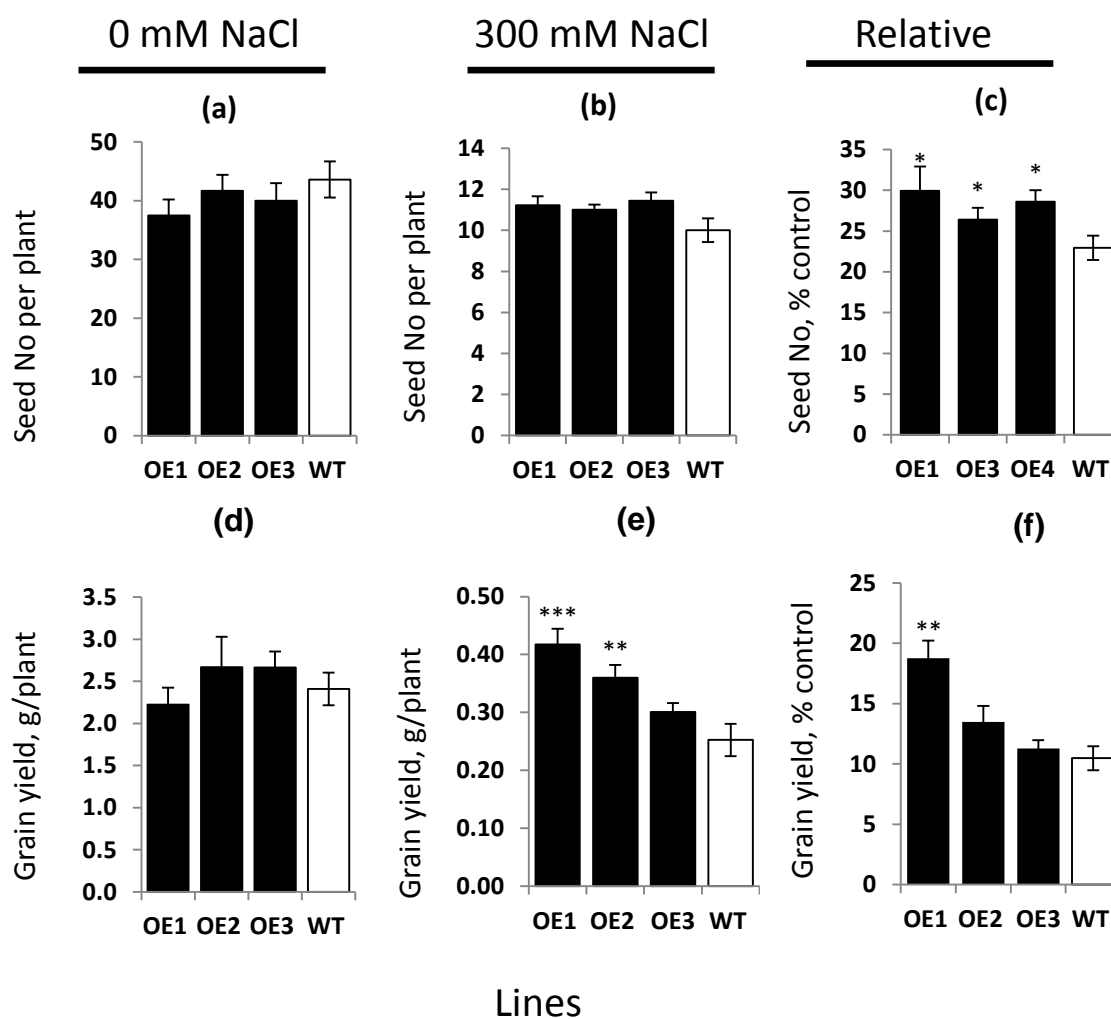 0 mM NaCl
300 mM NaCl
Relative
(a)
Seed No per plant
50
40
30
20
10
0
OE1 OE2 OE3 WT
(b)
Seed No per plant
14
12
10
8
6
4
2
0
OE1 OE2 OE3 WT
(c)
Seed No, % control
35
30
25
20
15
10
5
0
* * *
OE1 OE3 OE4 WT
(d)
Grain yield, g/plant
3.5
3.0
2.5
2.0
1.5
1.0
0.5
0.0
OE1 OE2 OE3 WT
(e)
Grain yield, g/plant
0.50
0.40
0.30
0.20
0.10
0.00
*** **
OE1 OE2 OE3 WT
(f)
Grain yield, % control
25
20
15
10
5
0
**
OE1 OE2 OE3 WT
Lines